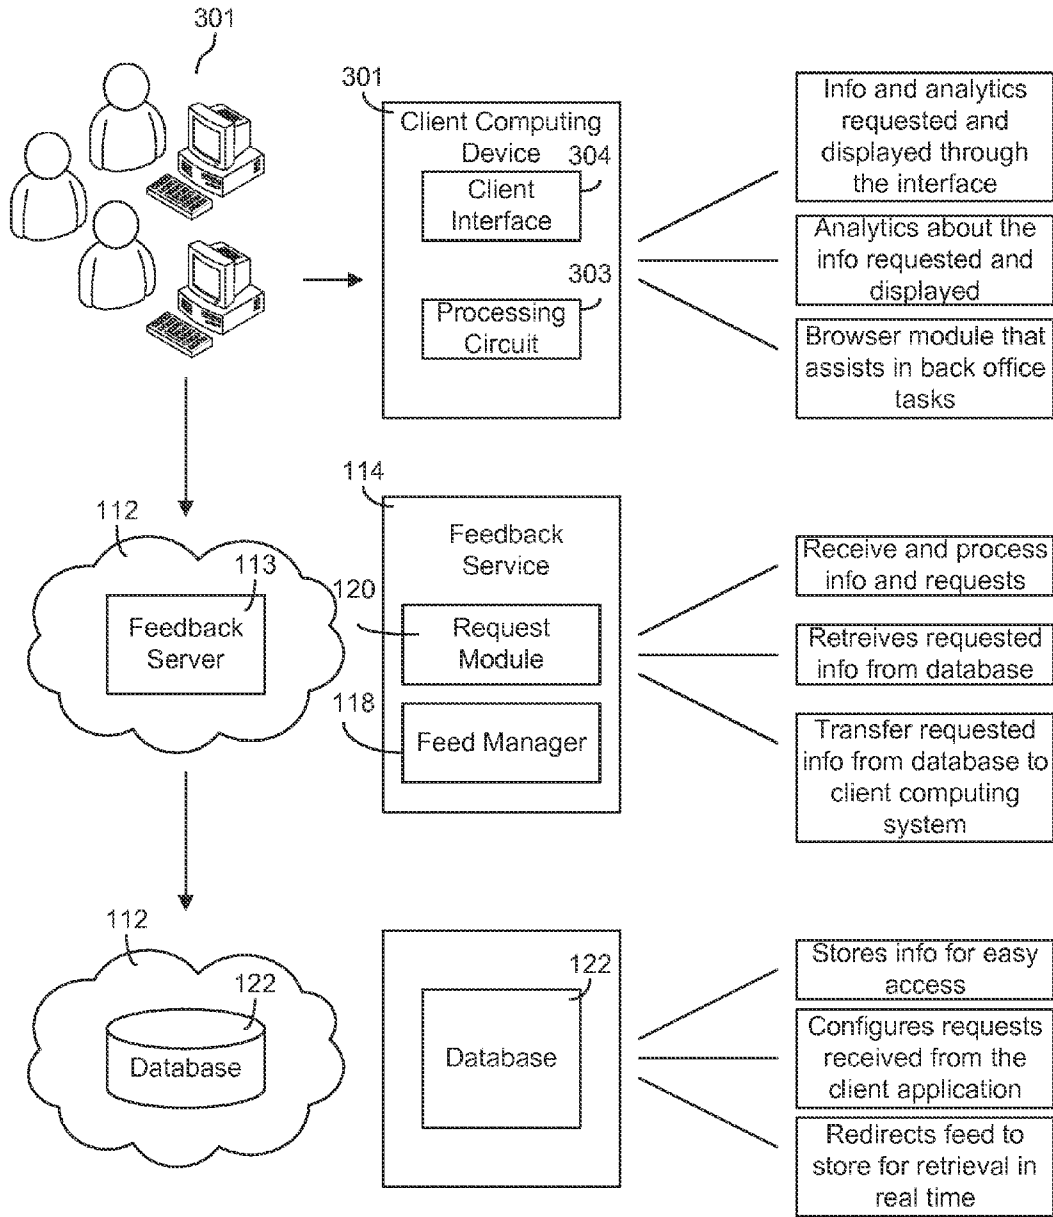 301
301
Client Computing
Device
304
Client
Interface
303
Processing
Circuit
Info and analytics
requested and
displayed through
the interface
Analytics about the
info requested and
displayed
Browser module that
assists in back office
tasks
112
113
Feedback
Server
114
Feedback
Service
120
Request
Module
118
Feed Manager
Receive and process
info and requests
Retreives requested
info from database
Transfer requested
info from database to
client computing
system
112
122
Database
122
Database
Stores info for easy
access
Configures requests
received from the
client application
Redirects feed to
store for retrieval in
real time